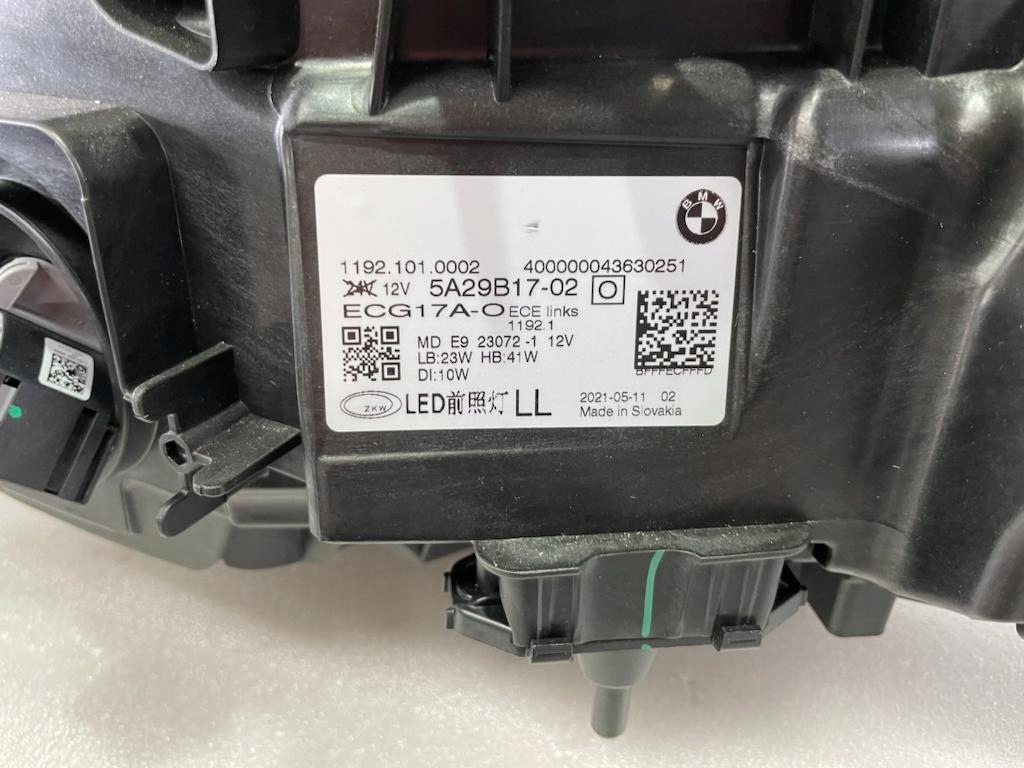 BMW
1192.101.0002 400000043630251
24V 12V 5A29B17-02
ECG17A-O ECE links
1192.1
MD E9 23072-1 12V
LB:23W HB:41W
DI:10W
BFFFECFFFD
ZKW LED前照灯 LL
2021-05-11 02
Made in Slovakia